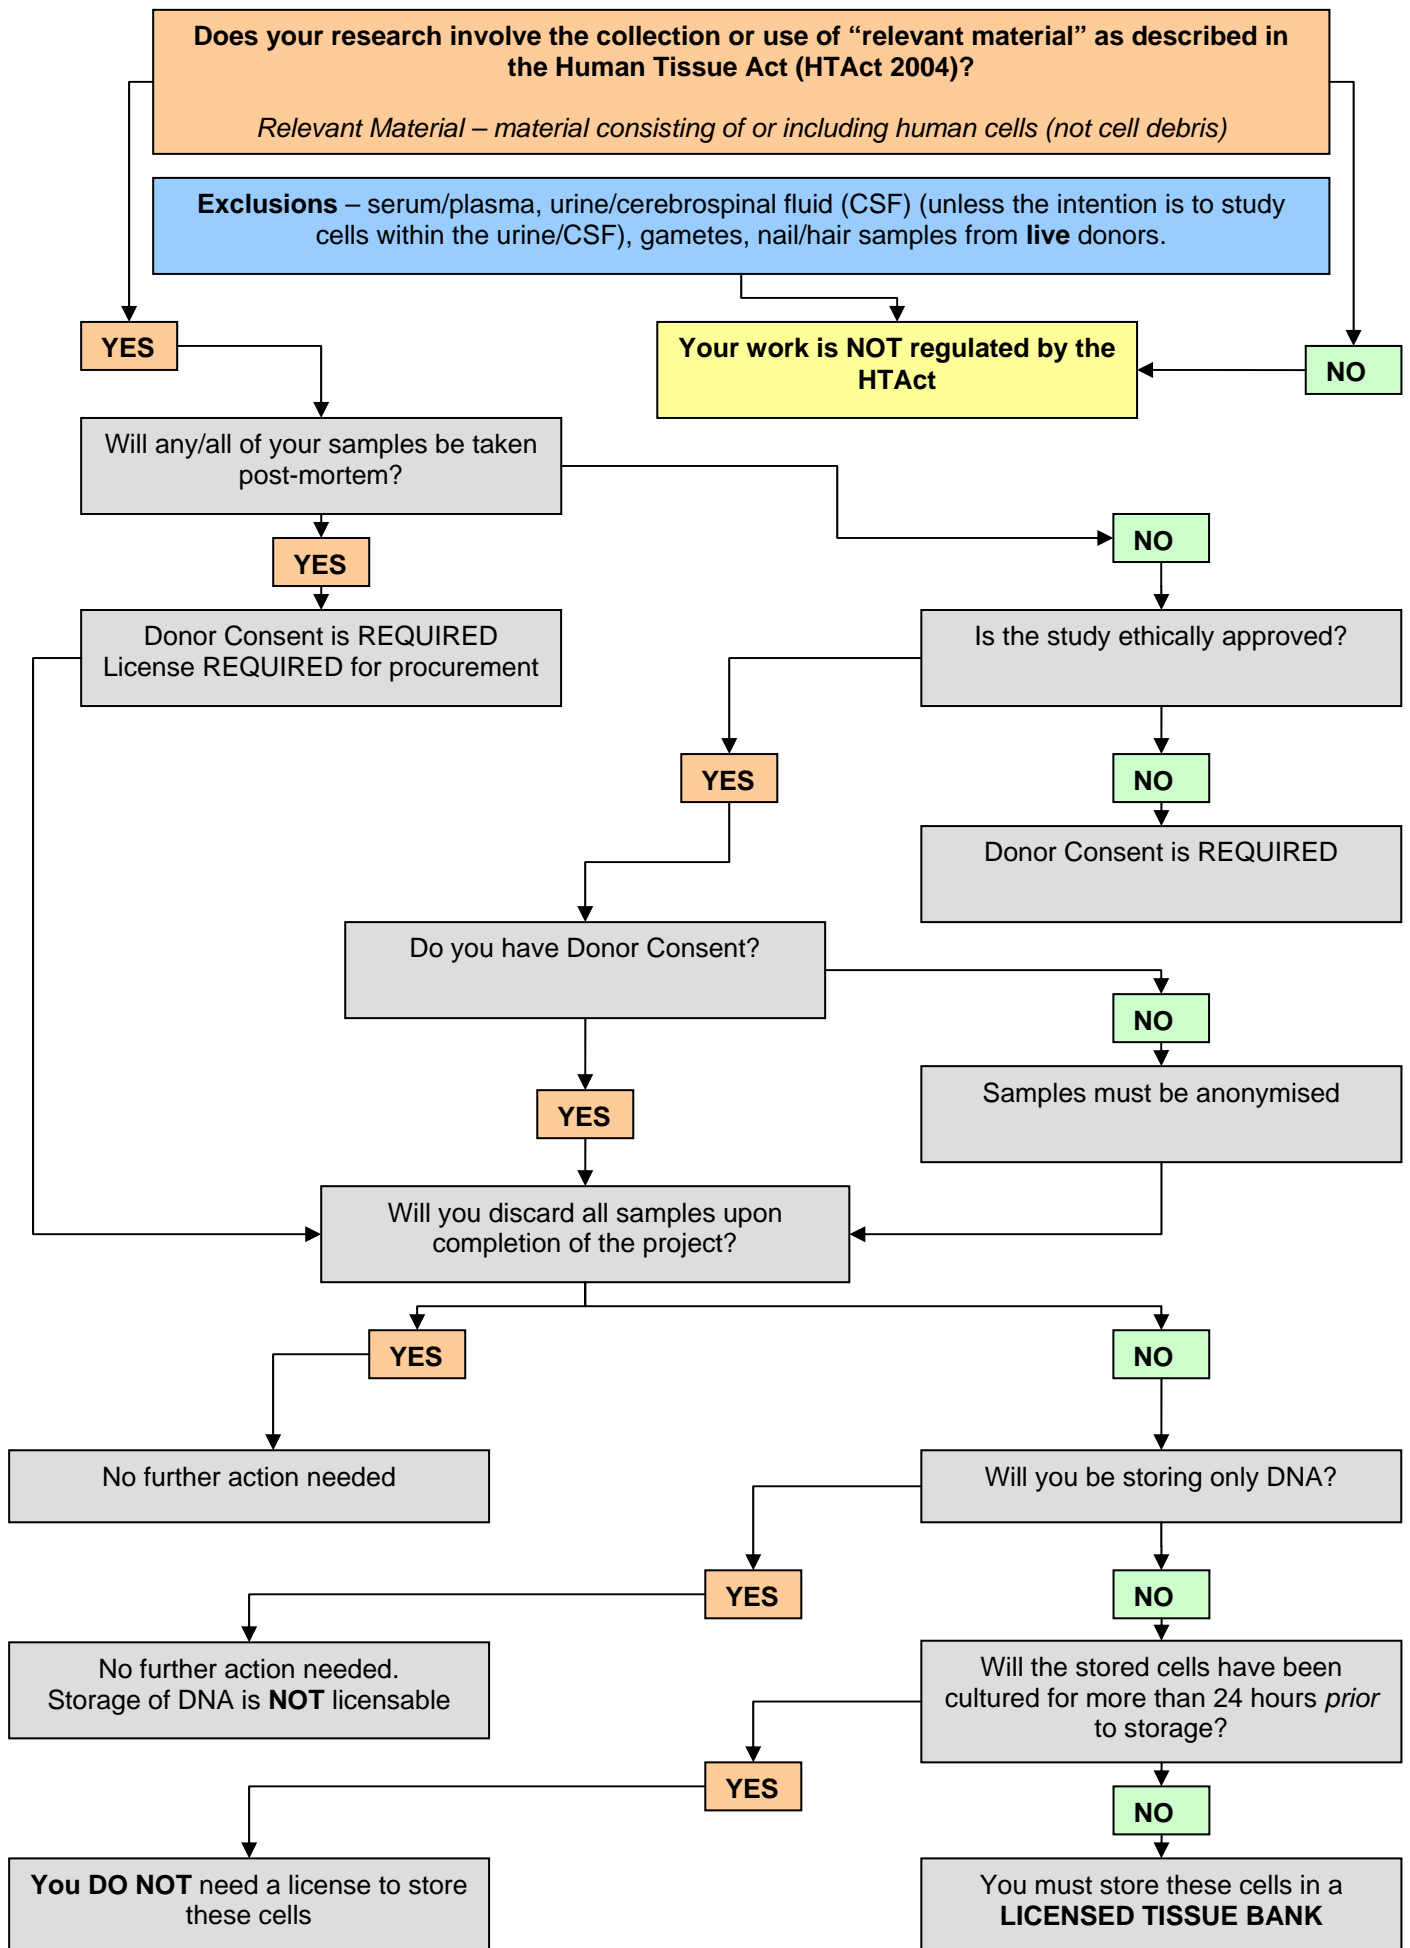 Does your research involve the collection or use of “relevant material” as described in
the Human Tissue Act (HTAct 2004)?
Relevant Material – material consisting of or including human cells (not cell debris)
Exclusions – serum/plasma, urine/cerebrospinal fluid (CSF) (unless the intention is to study
cells within the urine/CSF), gametes, nail/hair samples from live donors.
YES
Your work is NOT regulated by the
HTAct
NO
Will any/all of your samples be taken
post-mortem?
NO
YES
Donor Consent is REQUIRED
License REQUIRED for procurement
Is the study ethically approved?
YES
NO
Donor Consent is REQUIRED
Do you have Donor Consent?
NO
Samples must be anonymised
YES
Will you discard all samples upon
completion of the project?
YES
NO
No further action needed
Will you be storing only DNA?
YES
NO
No further action needed.
Storage of DNA is NOT licensable
Will the stored cells have been
cultured for more than 24 hours prior
to storage?
YES
NO
You DO NOT need a license to store
these cells
You must store these cells in a
LICENSED TISSUE BANK